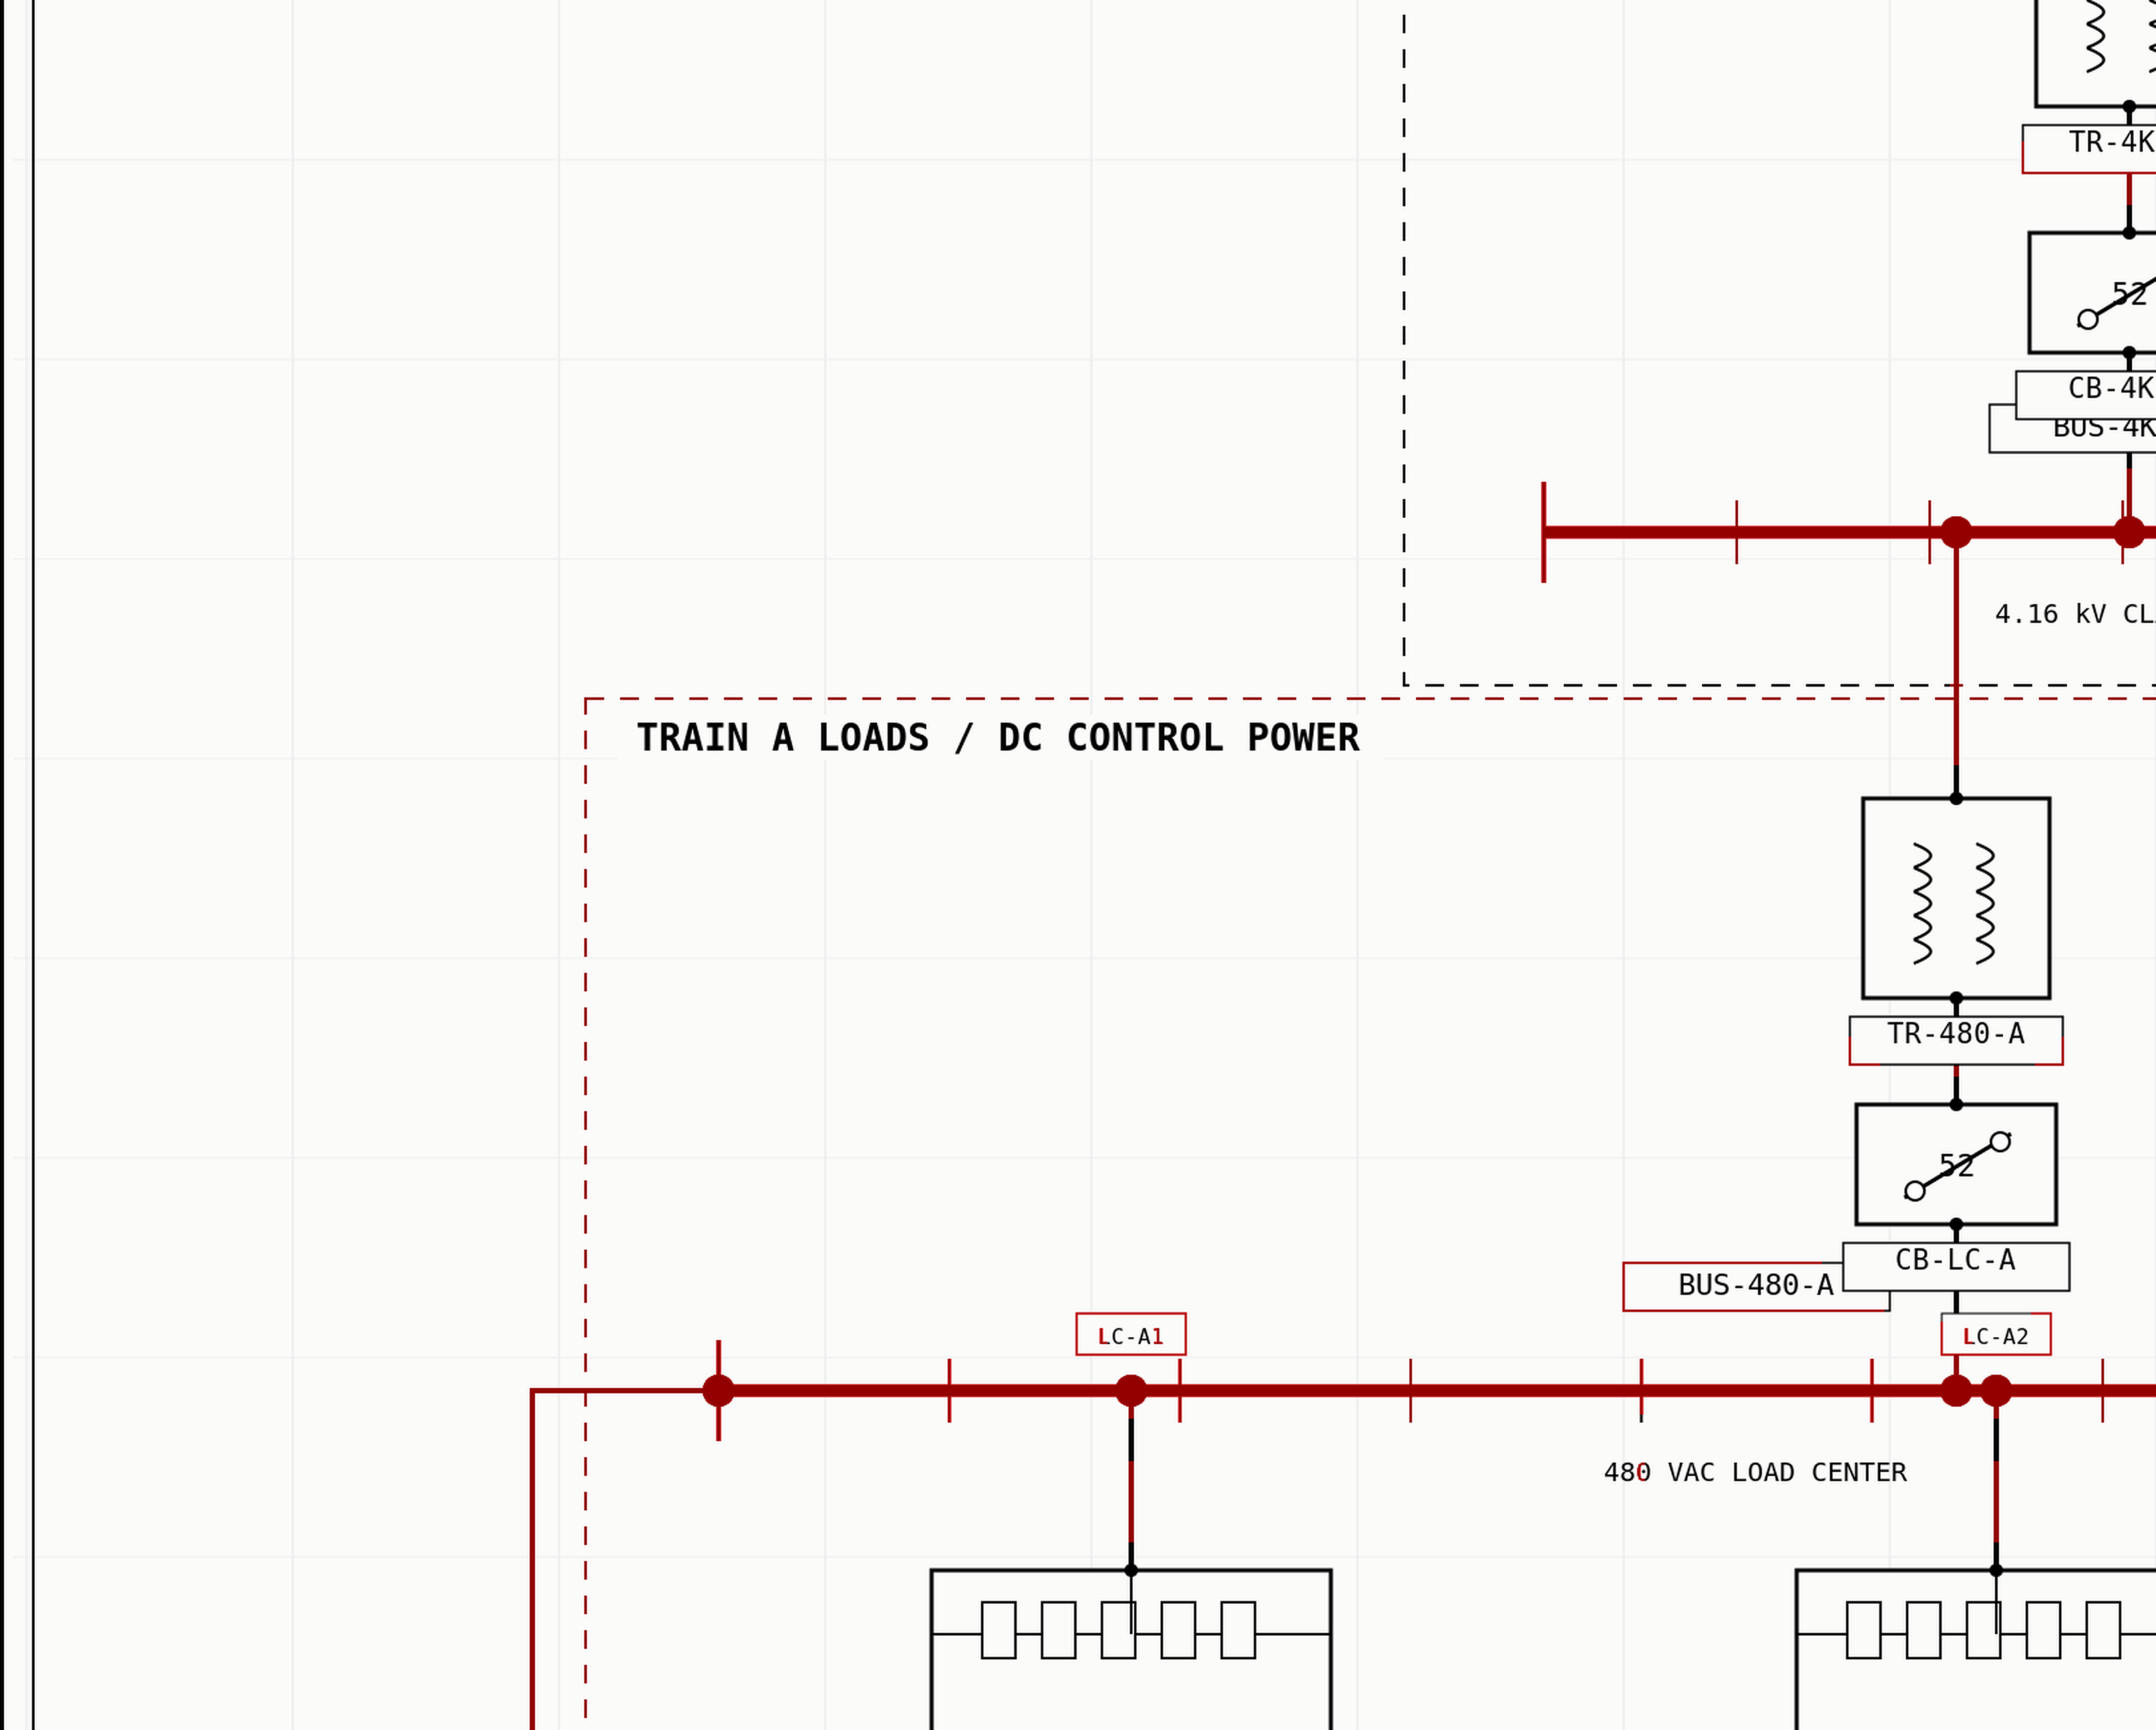 TR-4K
52
CB-4K
BUS-4K
4.16 kV CL
TRAIN A LOADS / DC CONTROL POWER
TR-480-A
52
CB-LC-A
BUS-480-A
LC-A1
LC-A2
480 VAC LOAD CENTER